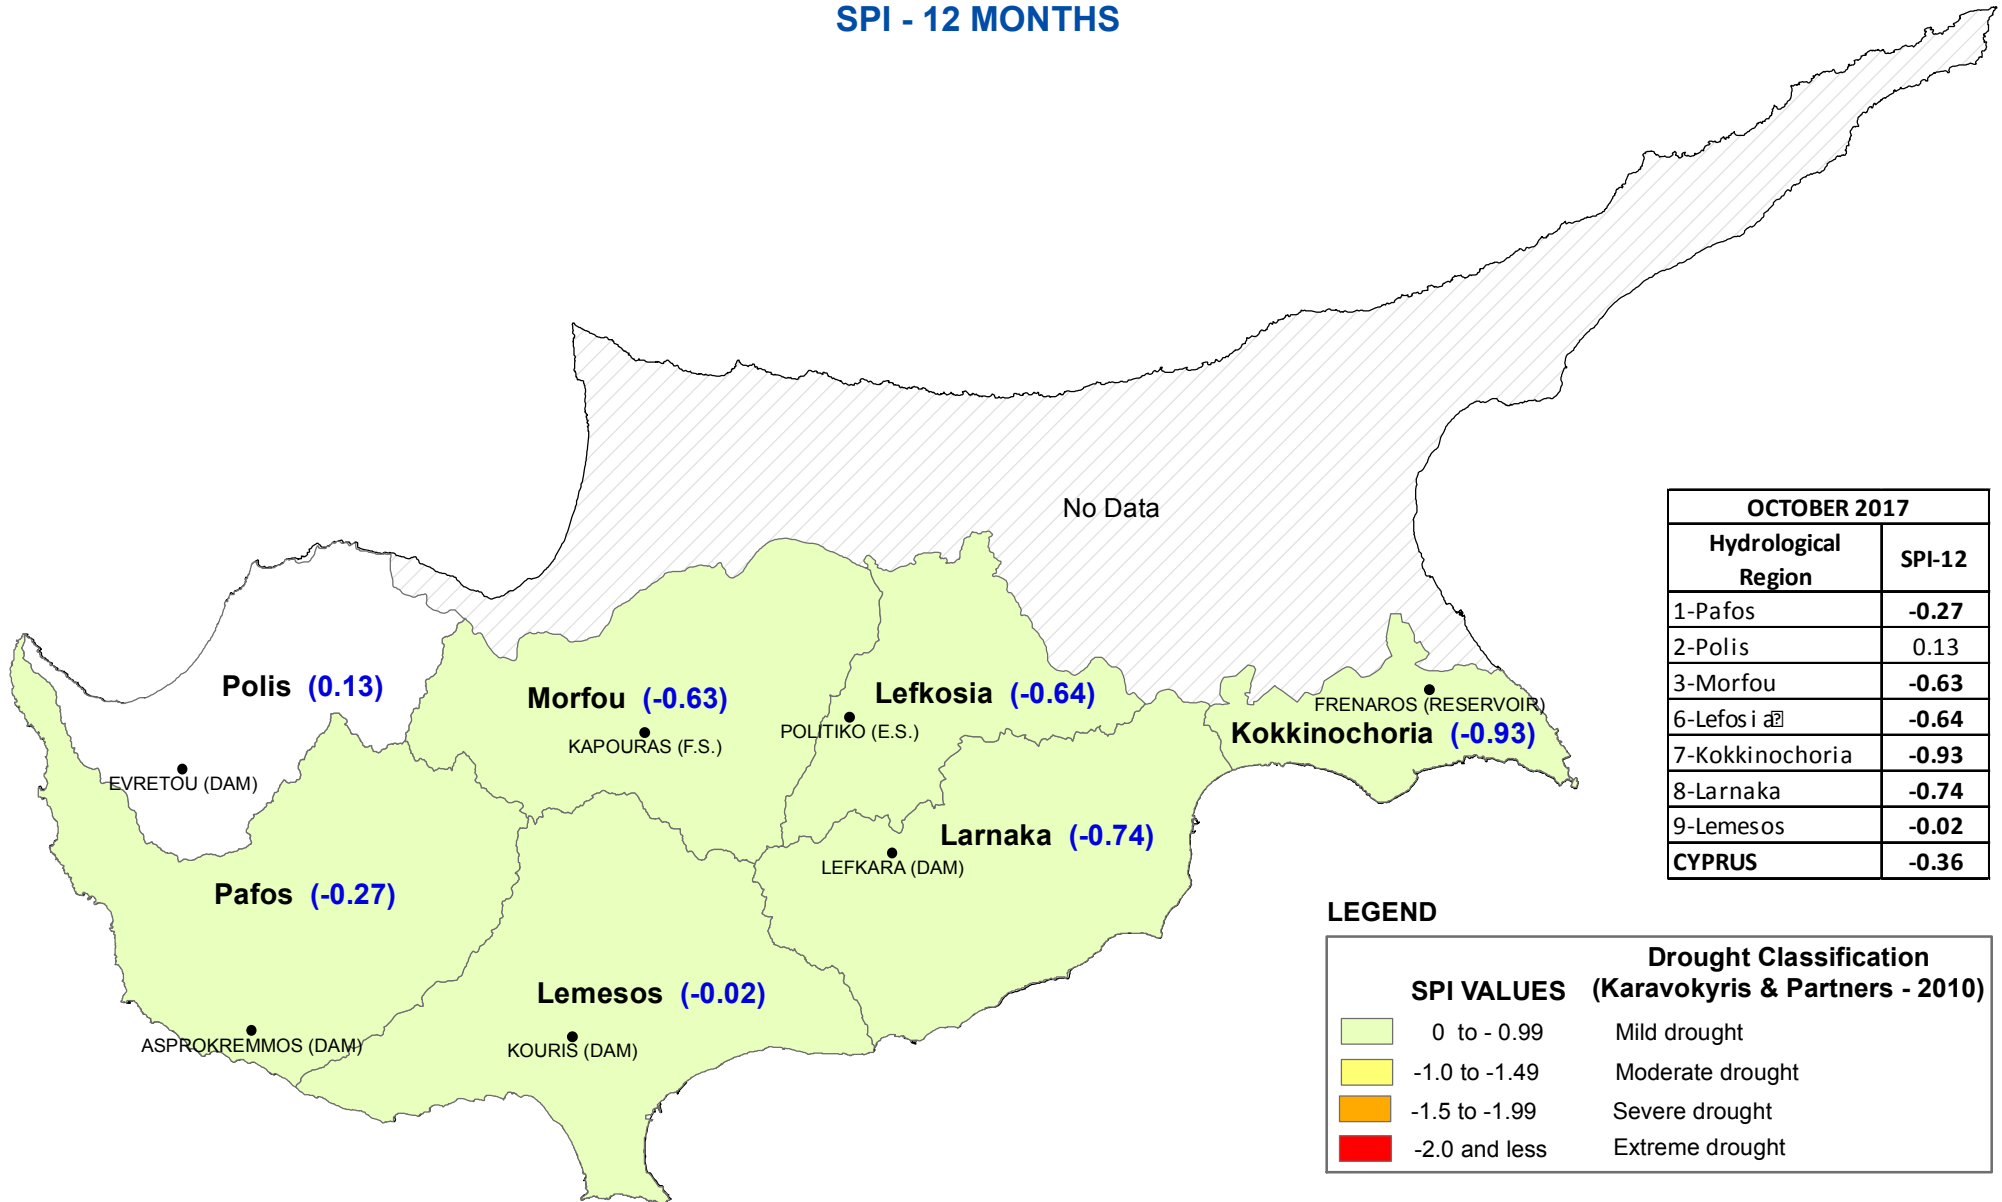 SPI - 12 MONTHS
No Data
Polis (0.13)
EVRETOU (DAM)
Morfou (-0.63)
KAPOURAS (F.S.)
Lefkosia (-0.64)
POLITIKO (E.S.)
FRENAROS (RESERVOIR)
Kokkinochoria (-0.93)
Larnaka (-0.74)
LEFKARA (DAM)
Pafos (-0.27)
ASPROKREMMOS (DAM)
Lemesos (-0.02)
KOURIS (DAM)
OCTOBER 2017
Hydrological Region SPI-12
1-Pafos -0.27
2-Polis 0.13
3-Morfou -0.63
6-Lefosia -0.64
7-Kokkinochoria -0.93
8-Larnaka -0.74
9-Lemesos -0.02
CYPRUS -0.36
LEGEND
SPI VALUES Drought Classification
(Karavokyris & Partners - 2010)
0 to - 0.99 Mild drought
-1.0 to -1.49 Moderate drought
-1.5 to -1.99 Severe drought
-2.0 and less Extreme drought